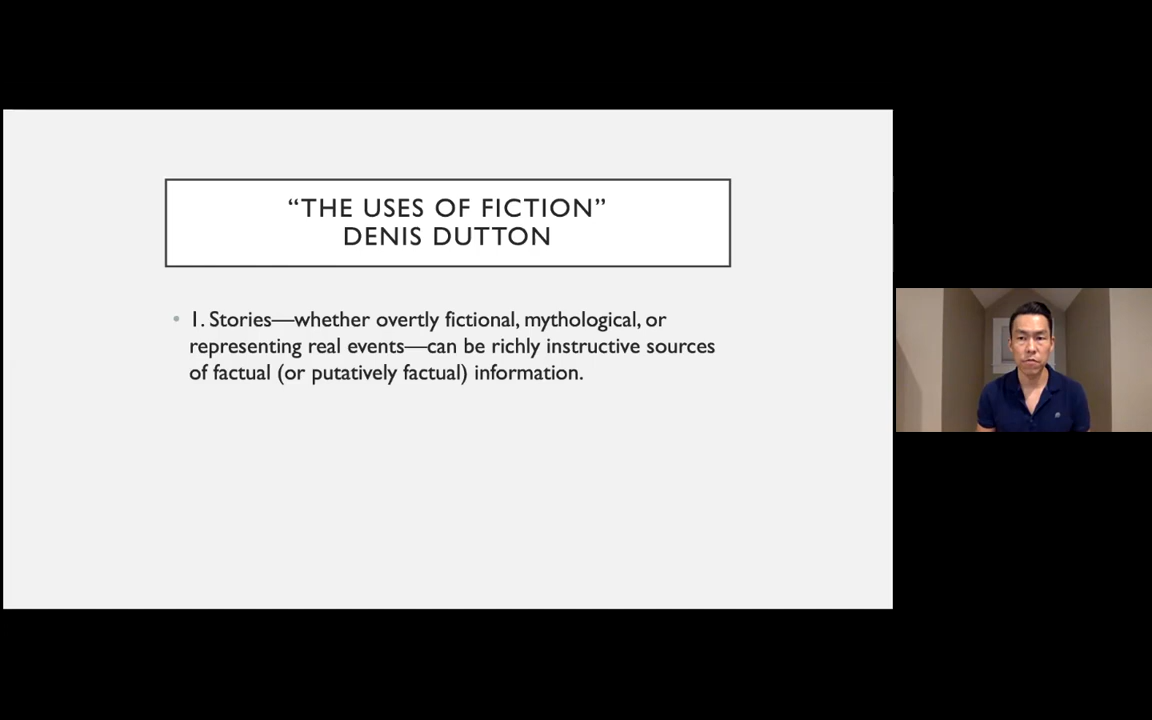 “THE USES OF FICTION”
DENIS DUTTON
• 1. Stories—whether overtly fictional, mythological, or
representing real events—can be richly instructive sources
of factual (or putatively factual) information.